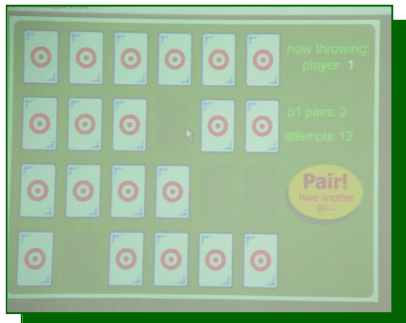 now throwing:
player 1
p1 pairs: 2
attempts: 12
Pair!
have another
go...